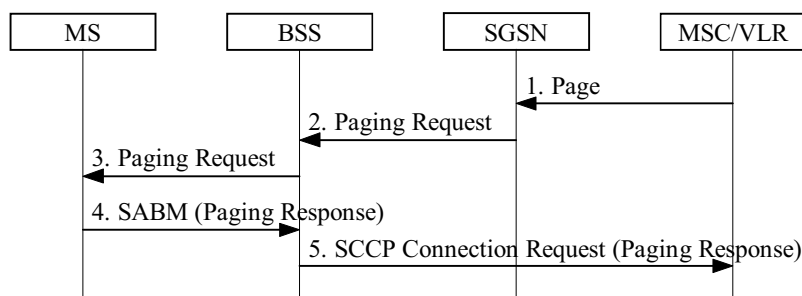 MS BSS SGSN MSC/VLR
1. Page
2. Paging Request
3. Paging Request
4. SABM (Paging Response)
5. SCCP Connection Request (Paging Response)